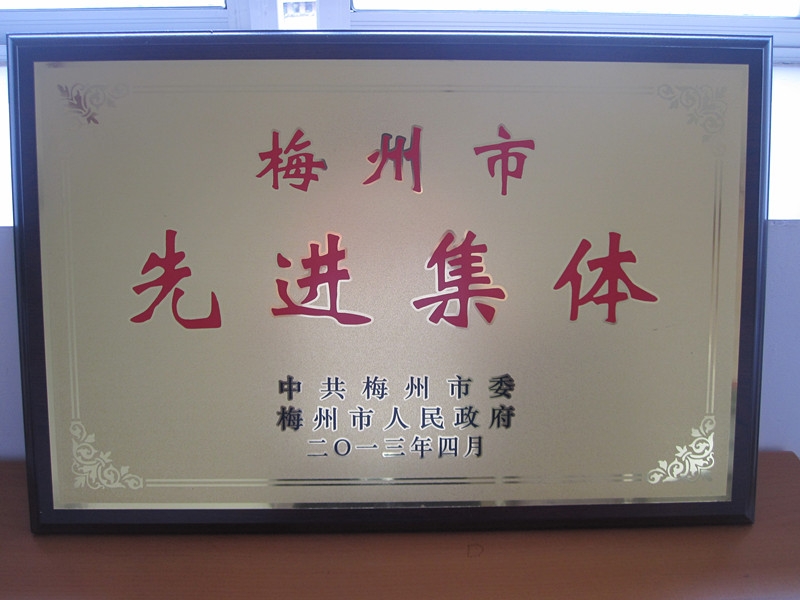 梅州市
先进集体
中共梅州市委
梅州市人民政府
二〇一三年四月